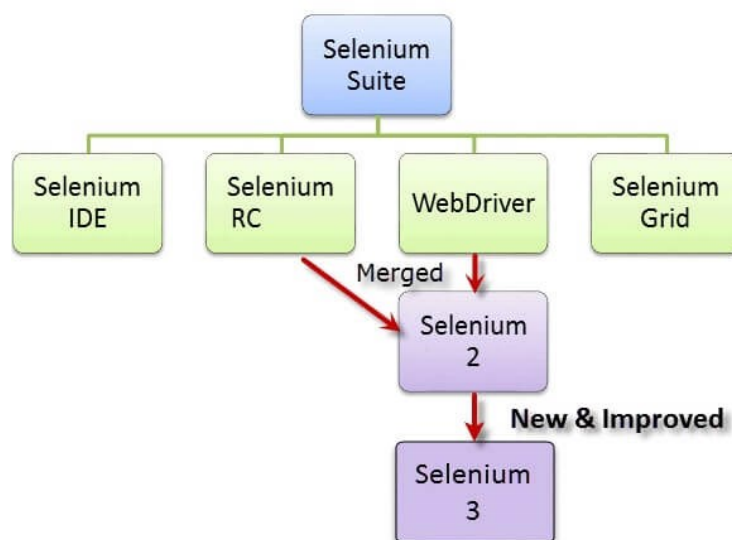 Selenium
Suite
Selenium
IDE
Selenium
RC
WebDriver
Selenium
Grid
Merged
Selenium
2
New & Improved
Selenium
3